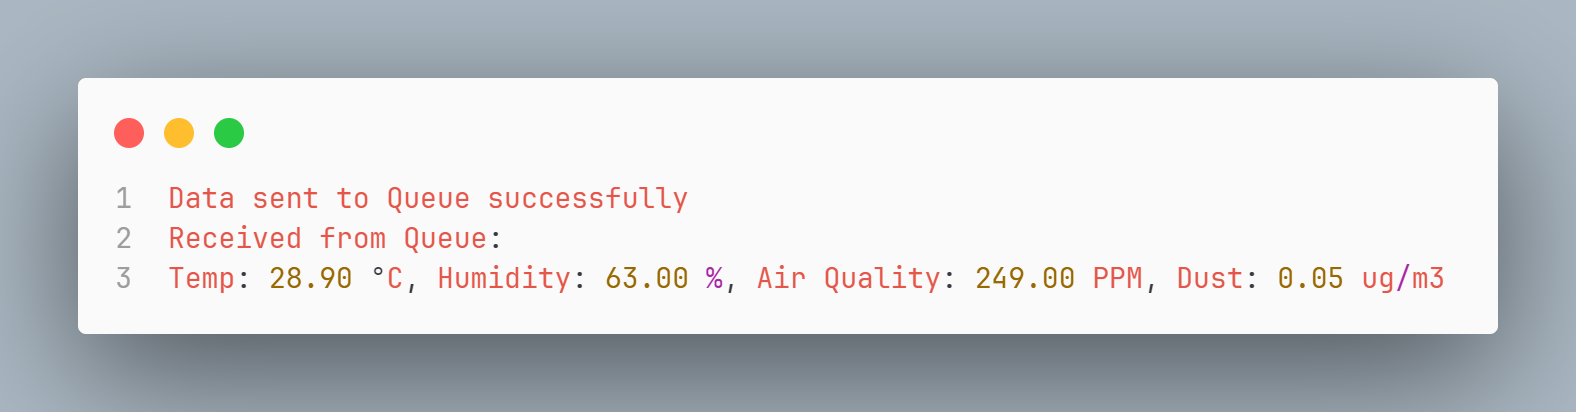 1 Data sent to Queue successfully
2 Received from Queue:
3 Temp: 28.90 °C, Humidity: 63.00 %, Air Quality: 249.00 PPM, Dust: 0.05 ug/m3